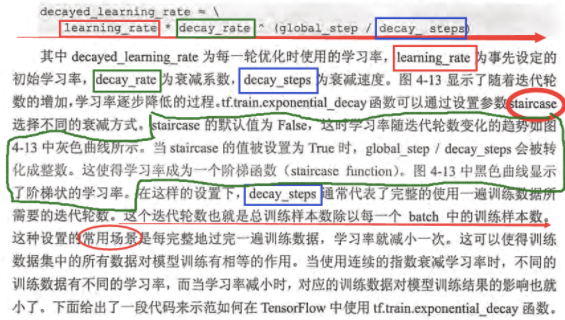 decayed_learning_rate = \
learning_rate * decay_rate ^ (global_step / decay_ steps)
其中 decayed_learning_rate 为每一轮优化时使用的学习率，learning_rate 为事先设定的
初始学习率，decay_rate 为衰减系数，decay_steps 为衰减速度。图 4-13 显示了随着迭代轮
数的增加，学习率逐步降低的过程。tf.train.exponential_decay 函数可以通过设置参数 staircase
选择不同的衰减方式。staircase 的默认值为 False，这时学习率随迭代轮数变化的趋势如图
4-13 中灰色曲线所示。当 staircase 的值被设置为 True 时，global_step / decay_steps 会被转
化成整数。这使得学习率成为一个阶梯函数（staircase function）。图 4-13 中黑色曲线显示
了阶梯状的学习率。在这样的设置下，decay_steps 通常代表了完整的使用一遍训练数据所
需要的迭代轮数。这个迭代轮数也就是总训练样本数除以每一个 batch 中的训练样本数。
这种设置的常用场景是每完整地过完一遍训练数据，学习率就减小一次。这可以使得训练
数据集中的所有数据对模型训练有相等的作用。当使用连续的指数衰减学习率时，不同的
训练数据有不同的学习率，而当学习率减小时，对应的训练数据对模型训练结果的影响也就
小了。下面给出了一段代码来示范如何在 TensorFlow 中使用 tf.train.exponential_decay 函数。